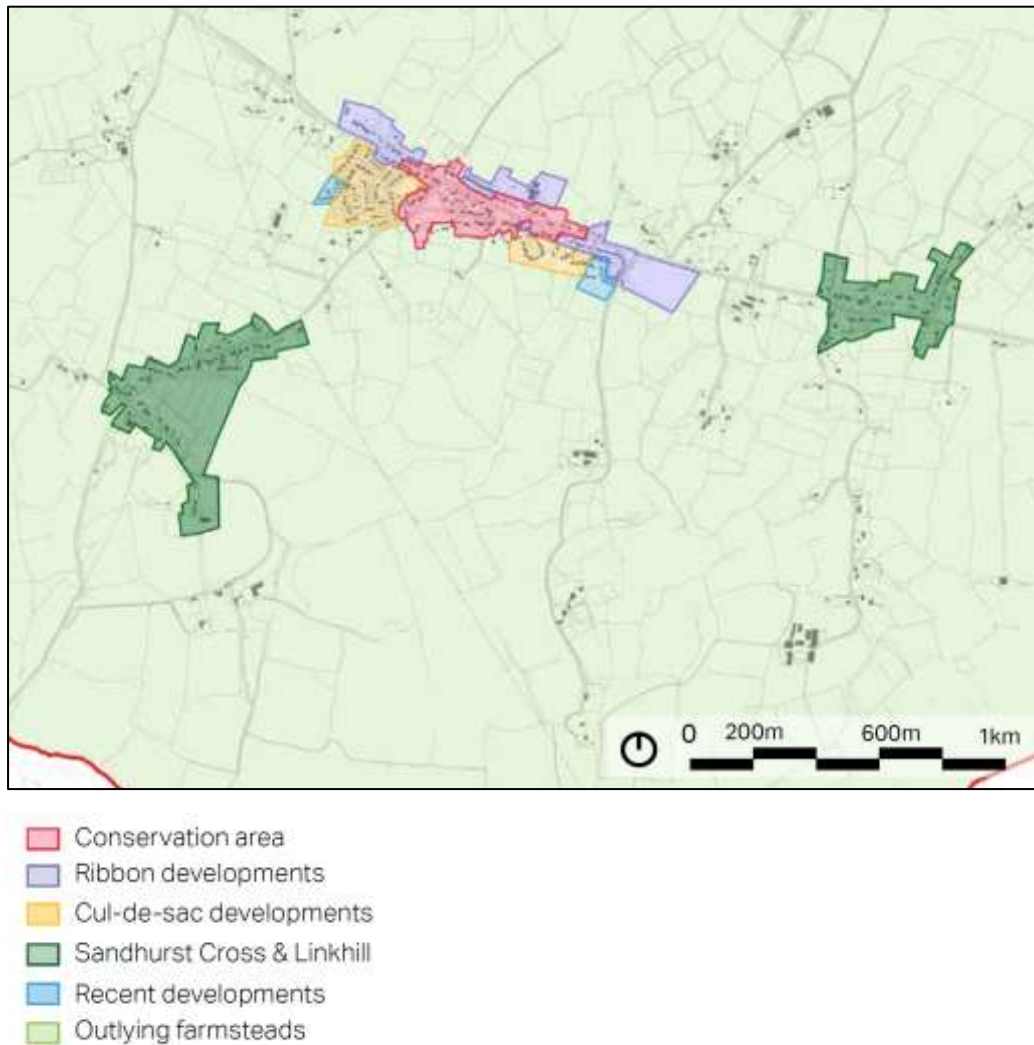 0 200m 600m 1km
Conservation area
Ribbon developments
Cul-de-sac developments
Sandhurst Cross & Linkhill
Recent developments
Outlying farmsteads